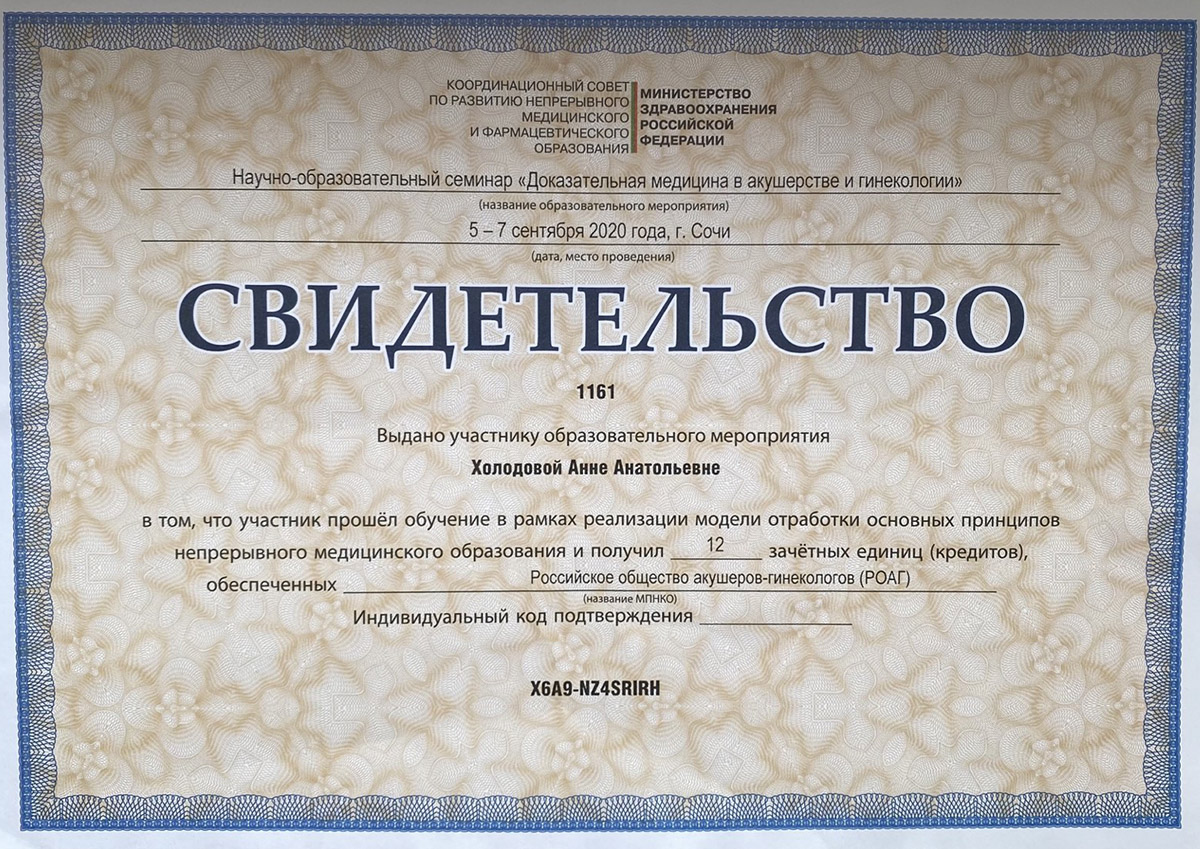 КООРДИНАЦИОННЫЙ СОВЕТ
ПО РАЗВИТИЮ НЕПРЕРЫВНОГО
МЕДИЦИНСКОГО
И ФАРМАЦЕВТИЧЕСКОГО
ОБРАЗОВАНИЯ
МИНИСТЕРСТВО
ЗДРАВООХРАНЕНИЯ
РОССИЙСКОЙ
ФЕДЕРАЦИИ
Научно-образовательный семинар «Доказательная медицина в акушерстве и гинекологии»
(название образовательного мероприятия)
5 – 7 сентября 2020 года, г. Сочи
(дата, место проведения)
СВИДЕТЕЛЬСТВО
1161
Выдано участнику образовательного мероприятия
Холодовой Анне Анатольевне
в том, что участник прошёл обучение в рамках реализации модели отработки основных принципов
непрерывного медицинского образования и получил 12 зачётных единиц (кредитов),
обеспеченных Российское общество акушеров-гинекологов (РОАГ)
(название МПНКО)
Индивидуальный код подтверждения
X6A9-NZ4SRIRH